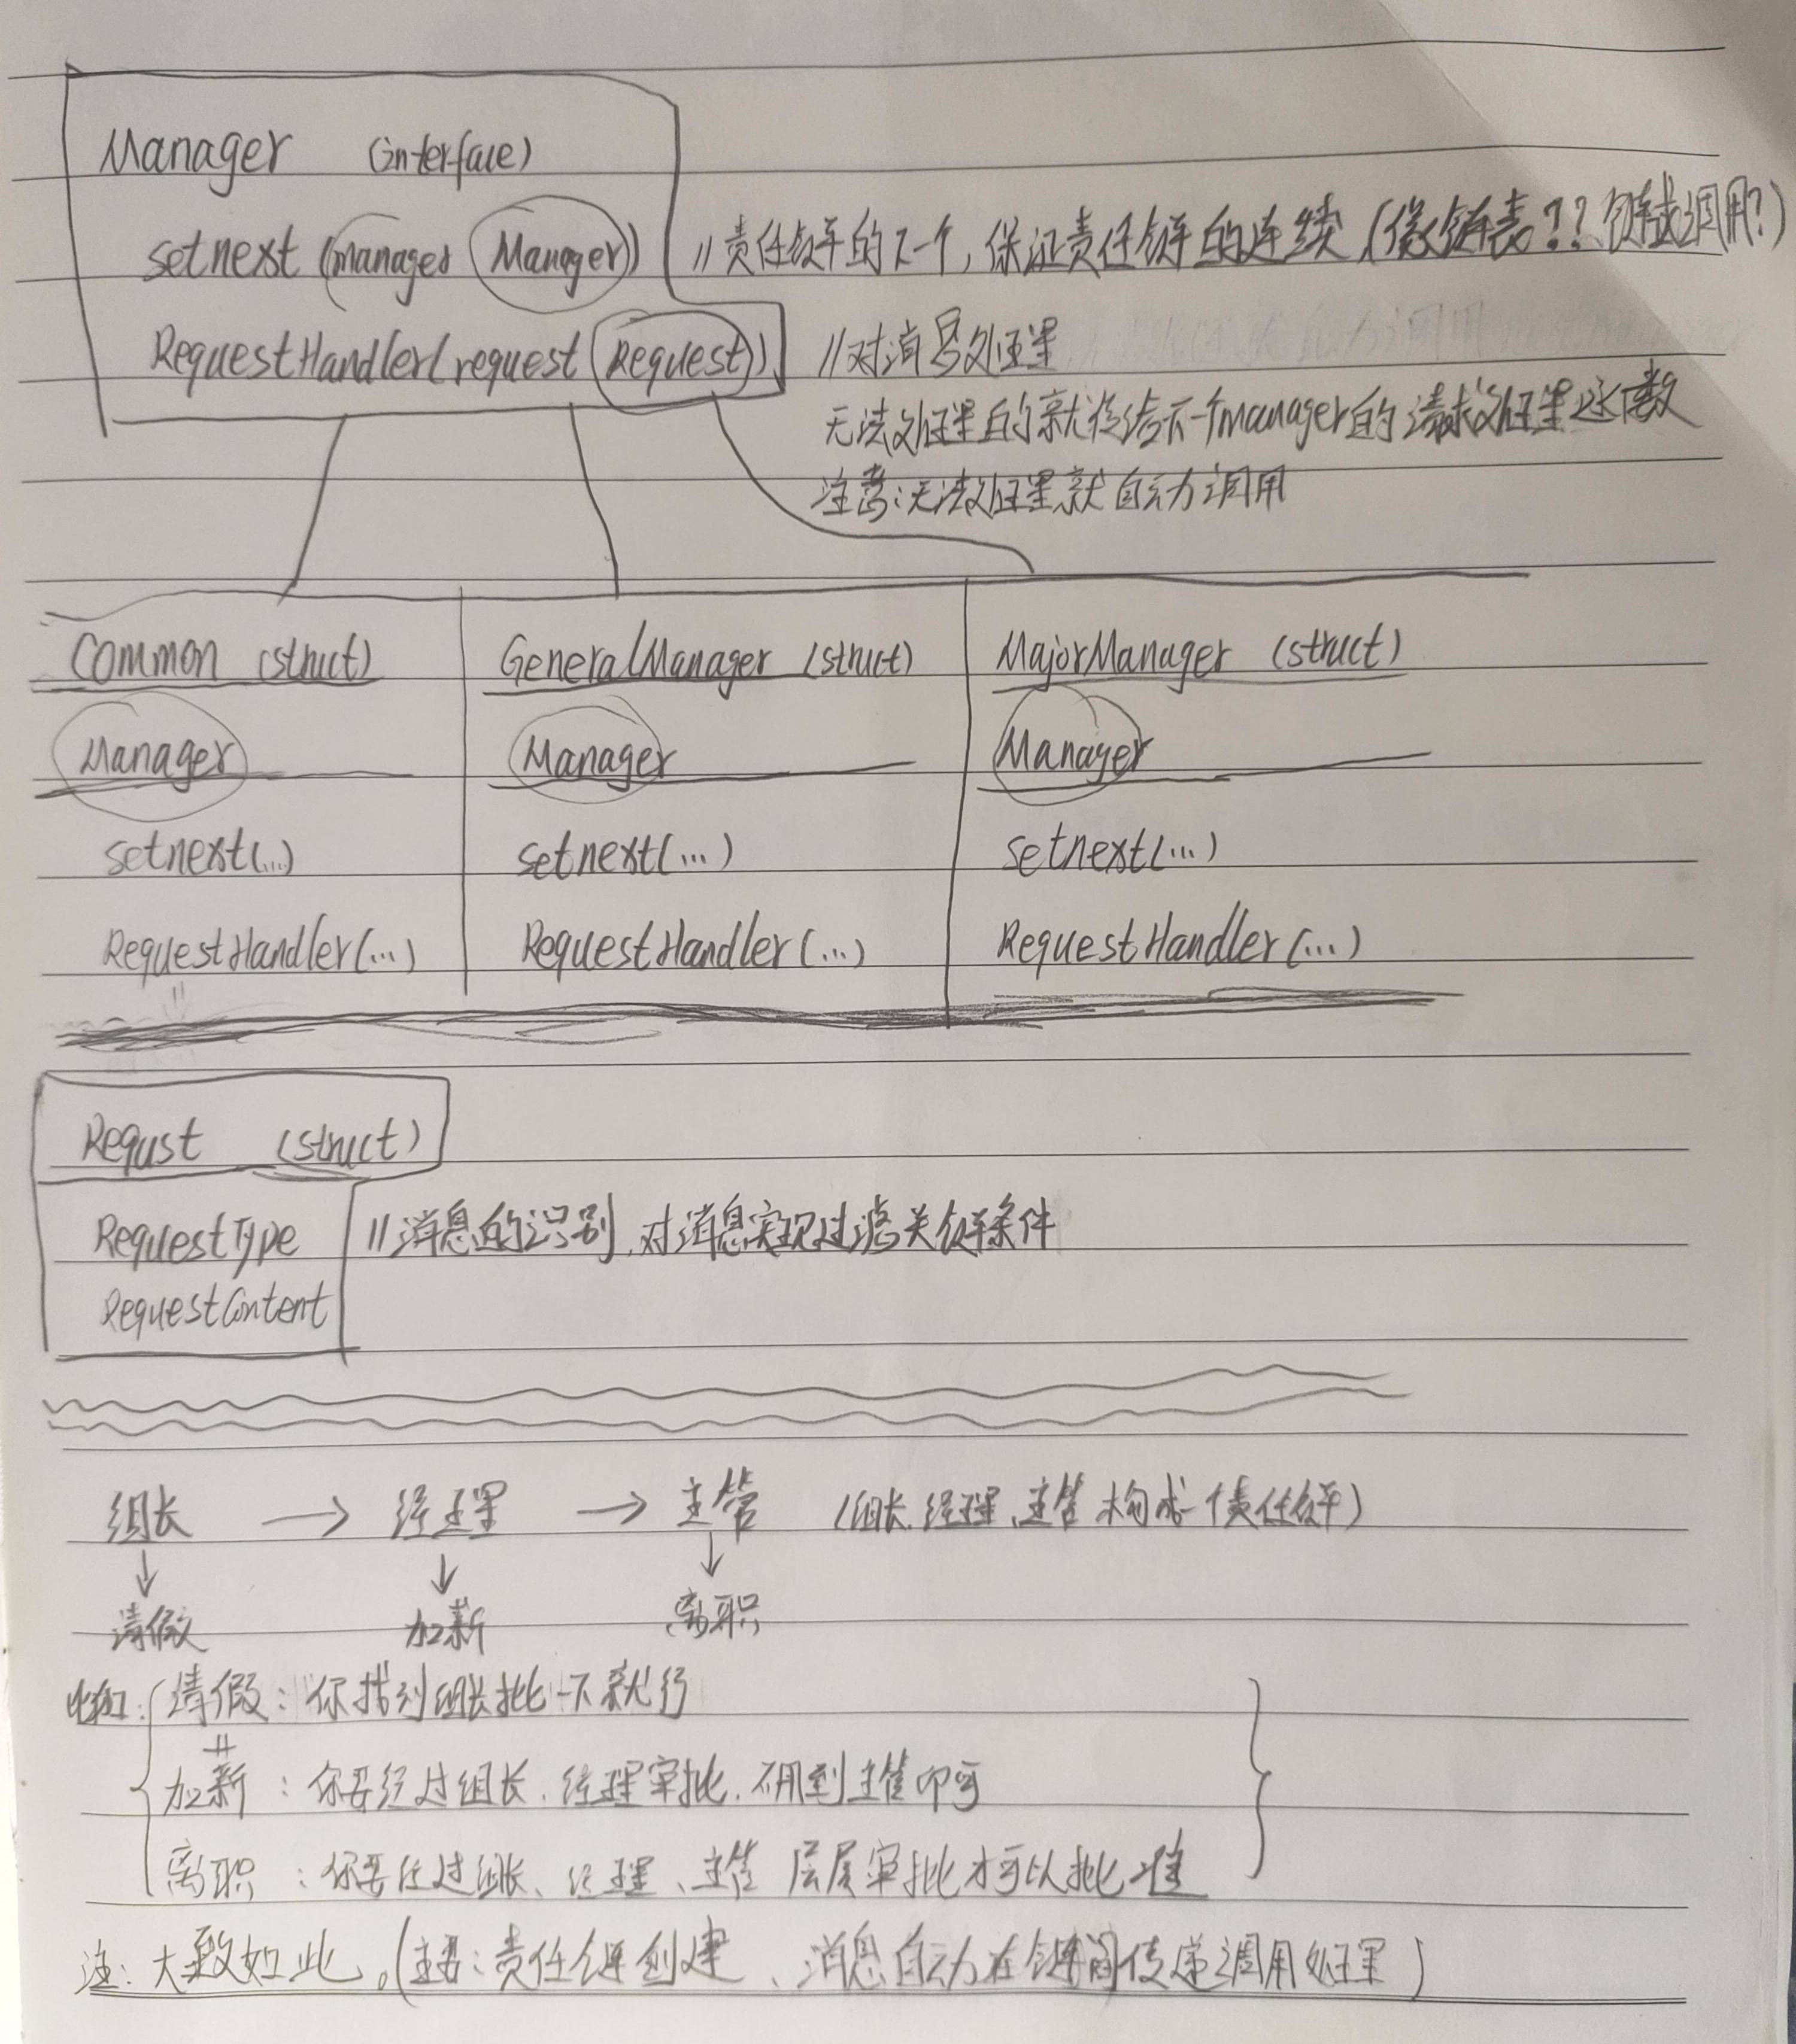 Manager (interface)
setnext (manager Manager) //责任链的下一个,保证责任链的连续(像链表??链式调用?)
RequestHandler(request Request) //对消息处理
无法处理的就传给下一个manager的请求处理函数
注意:无法处理就自动调用
Common (struct) GeneralManager (struct) MajorManager (struct)
Manager Manager Manager
setnext(...) setnext(...) setnext(...)
RequestHandler(...) RequestHandler(...) RequestHandler(...)
Requst (struct)
RequestType //消息的识别,对消息实现过滤关键条件
RequestContent
组长 → 经理 → 主管 (组长、经理、主管构成一个责任链)
↓ ↓ ↓
请假 加薪 离职
比如: 请假:你找到组长批一下就行
加薪:你要经过组长、经理审批,不用到主管即可
离职:你要经过组长、经理、主管 层层审批才可以批准
注:大致如此。(主要:责任链创建、消息自动在链间传递调用处理)